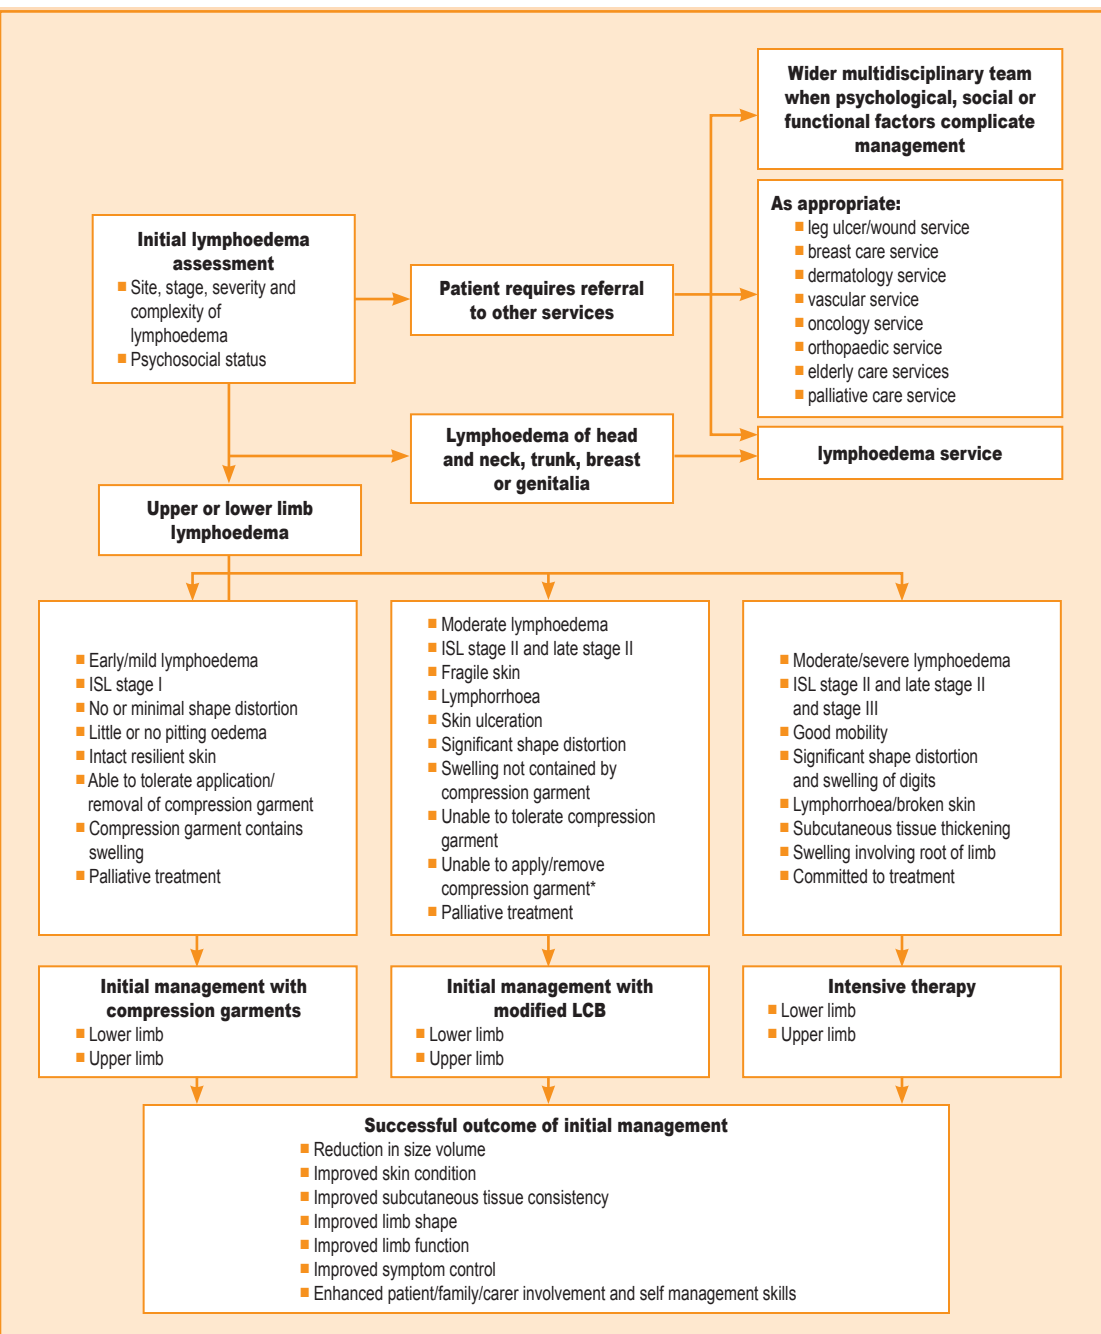 Wider multidisciplinary team
when psychological, social or
functional factors complicate
management
As appropriate:
leg ulcer/wound service
breast care service
dermatology service
vascular service
oncology service
orthopaedic service
elderly care services
palliative care service
Initial lymphoedema
assessment
Site, stage, severity and
complexity of
lymphoedema
Psychosocial status
Patient requires referral
to other services
Lymphoedema of head
and neck, trunk, breast
or genitalia
lymphoedema service
Upper or lower limb
lymphoedema
Early/mild lymphoedema
ISL stage I
No or minimal shape distortion
Little or no pitting oedema
Intact resilient skin
Able to tolerate application/
removal of compression garment
Compression garment contains
swelling
Palliative treatment
Moderate lymphoedema
ISL stage II and late stage II
Fragile skin
Lymphorrhoea
Skin ulceration
Significant shape distortion
Swelling not contained by
compression garment
Unable to tolerate compression
garment
Unable to apply/remove
compression garment*
Palliative treatment
Moderate/severe lymphoedema
ISL stage II and late stage II
and stage III
Good mobility
Significant shape distortion
and swelling of digits
Lymphorrhoea/broken skin
Subcutaneous tissue thickening
Swelling involving root of limb
Committed to treatment
Initial management with
compression garments
Lower limb
Upper limb
Initial management with
modified LCB
Lower limb
Upper limb
Intensive therapy
Lower limb
Upper limb
Successful outcome of initial management
Reduction in size volume
Improved skin condition
Improved subcutaneous tissue consistency
Improved limb shape
Improved limb function
Improved symptom control
Enhanced patient/family/carer involvement and self management skills